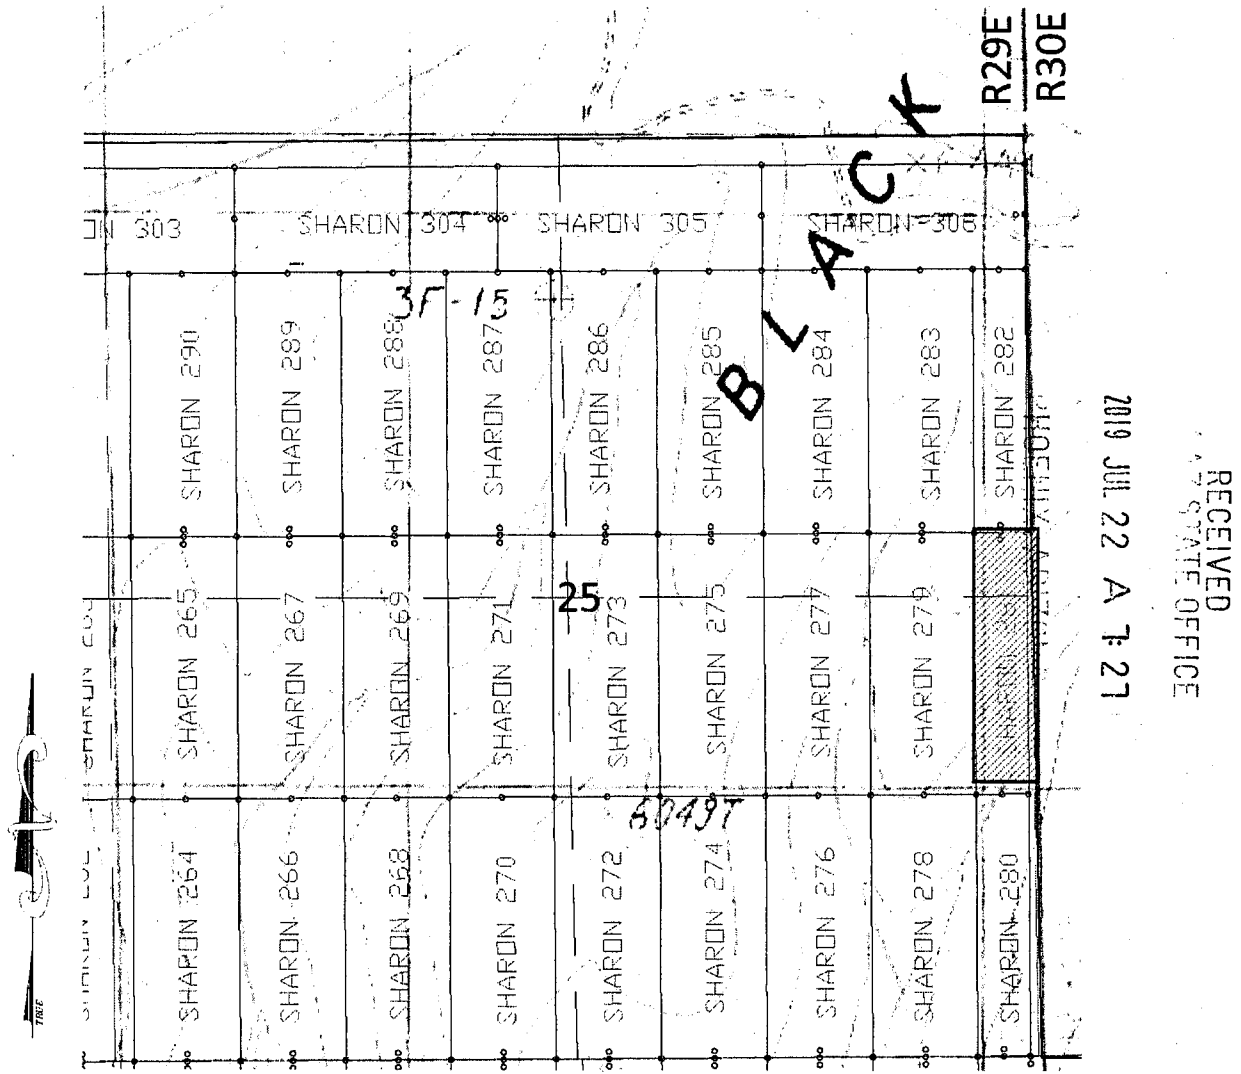 R29E
R30E
BLACK
SHARON 304
SHARON 305
SHARON 306
303
3F-15
SHARON 290
SHARON 289
SHARON 288
SHARON 287
SHARON 286
SHARON 285
SHARON 284
SHARON 283
SHARON 282
25
SHARON 265
SHARON 267
SHARON 269
SHARON 271
SHARON 273
SHARON 275
SHARON 277
SHARON 279
SHARON 264
SHARON 266
SHARON 268
SHARON 270
SHARON 272
SHARON 274
SHARON 276
SHARON 278
SHARON 280
RECEIVED
STATE OFFICE
2019 JUL 22 A 7:27
TRUE